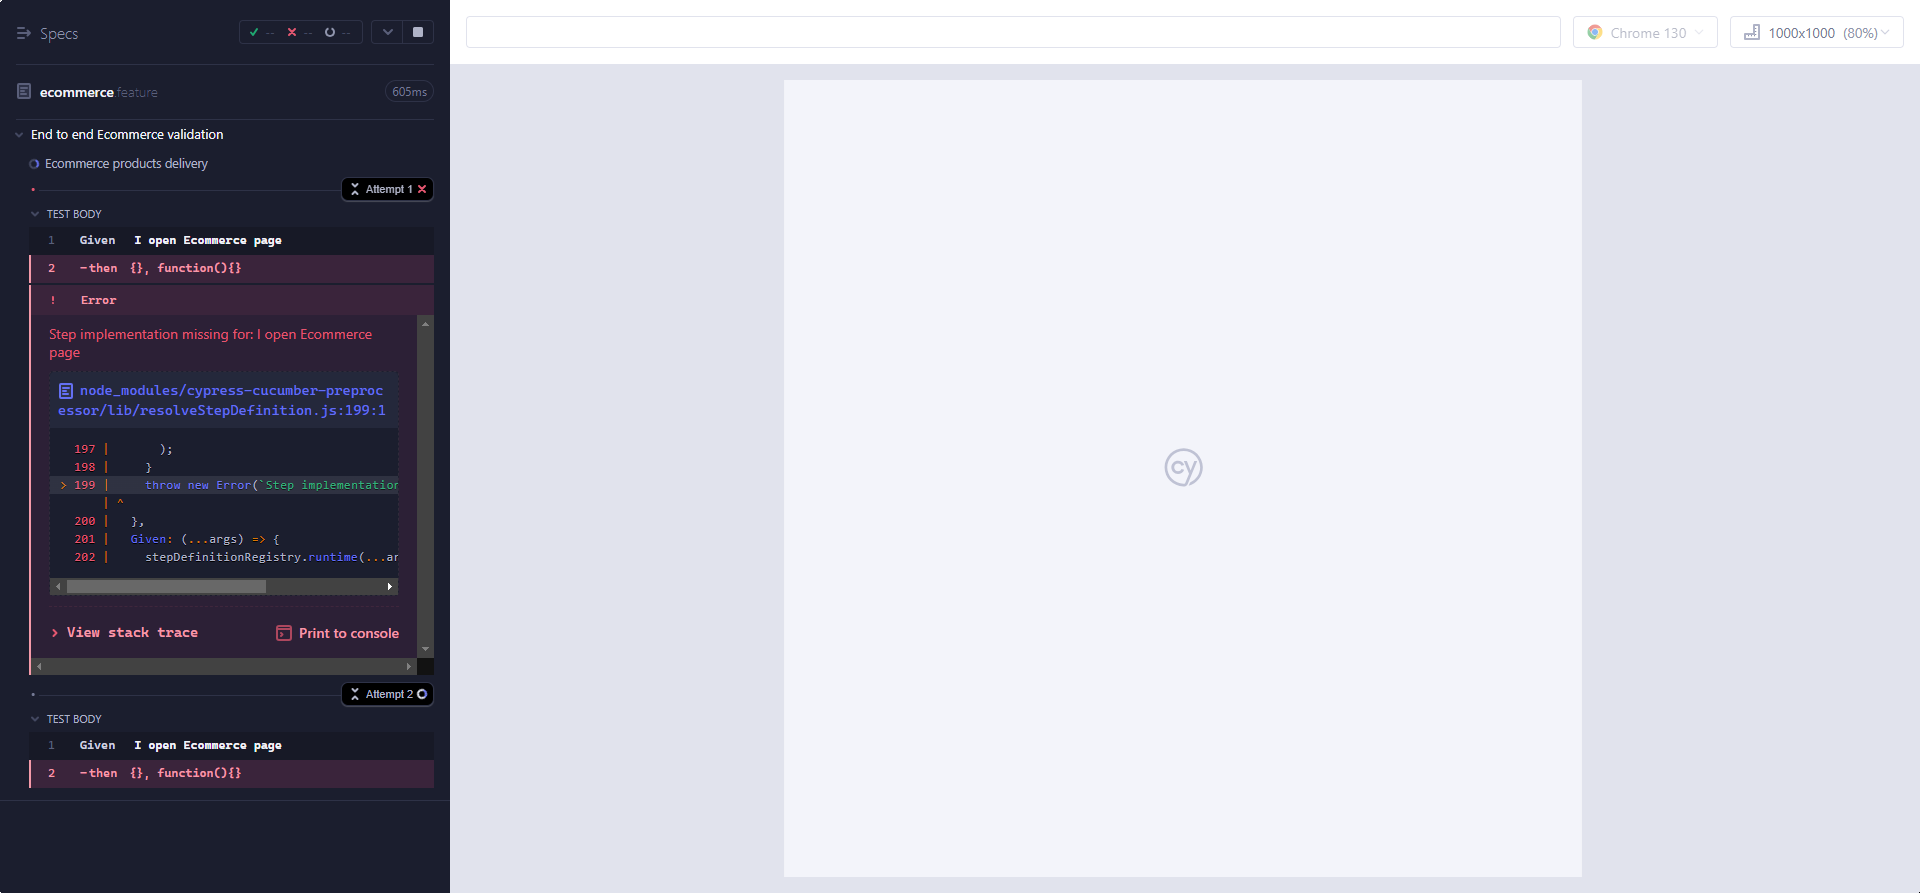 Specs
-- -- --
ecommerce.feature
605ms
End to end Ecommerce validation
Ecommerce products delivery
Attempt 1
TEST BODY
1 Given I open Ecommerce page
2 -then {}, function(){}
! Error
Step implementation missing for: I open Ecommerce
page
node_modules/cypress-cucumber-preproc
essor/lib/resolveStepDefinition.js:199:1
197 | );
198 | }
> 199 | throw new Error(`Step implementation
| ^
200 | },
201 | Given: (...args) => {
202 | stepDefinitionRegistry.runtime(...ar
View stack trace
Print to console
Attempt 2
TEST BODY
1 Given I open Ecommerce page
2 -then {}, function(){}
Chrome 130
1000x1000 (80%)
cy